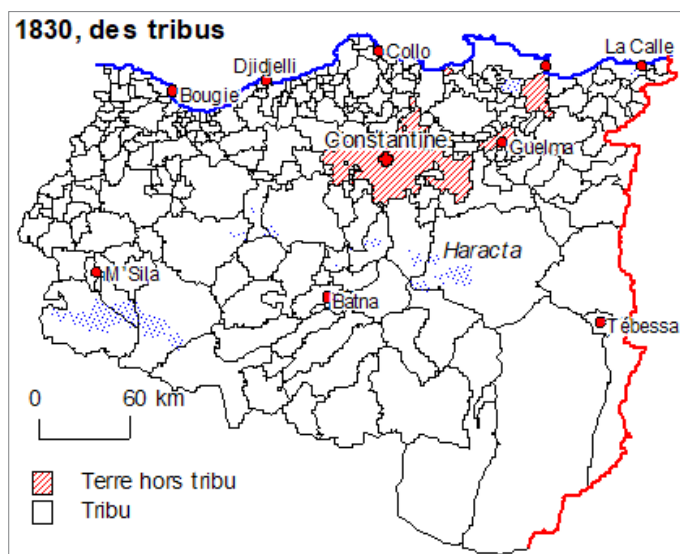 1830, des tribus
Collo
La Calle
Djidjelli
Bougie
Constantine
Guelma
Haracta
M'Sila
Batna
Tébessa
0 60 km
Terre hors tribu
Tribu